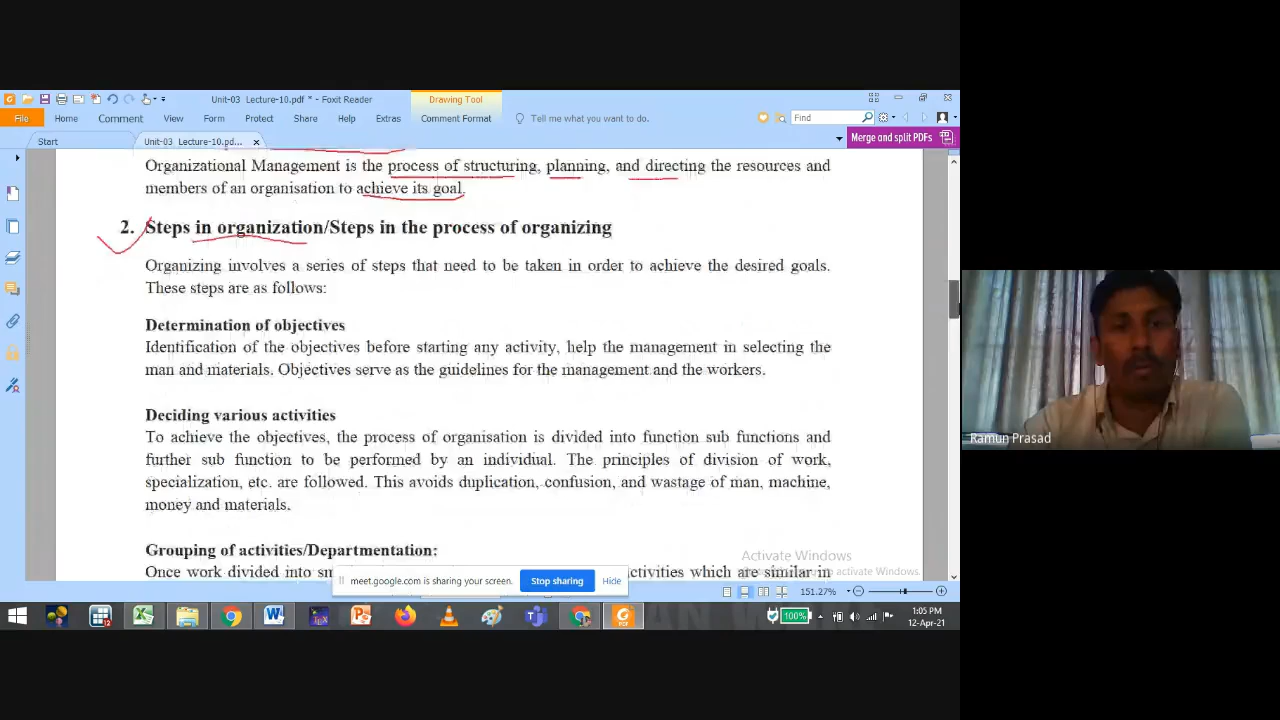 Unit-03 Lecture-10.pdf * - Foxit Reader
Drawing Tool
File Home Comment View Form Protect Share Help Extras Comment Format Tell me what you want to do. Find
Start Unit-03 Lecture-10.pd... Merge and split PDFs
Organizational Management is the process of structuring, planning, and directing the resources and
members of an organisation to achieve its goal.
2. Steps in organization/Steps in the process of organizing
Organizing involves a series of steps that need to be taken in order to achieve the desired goals.
These steps are as follows:
Determination of objectives
Identification of the objectives before starting any activity, help the management in selecting the
man and materials. Objectives serve as the guidelines for the management and the workers.
Deciding various activities
To achieve the objectives, the process of organisation is divided into function sub functions and
further sub function to be performed by an individual. The principles of division of work,
specialization, etc. are followed. This avoids duplication, confusion, and wastage of man, machine,
money and materials.
Grouping of activities/Departmentation:
Once work divided into activities which are similar in
Activate Windows
activate Windows.
meet.google.com is sharing your screen. Stop sharing Hide
151.27%
100%
1:05 PM
12-Apr-21
Ramun Prasad